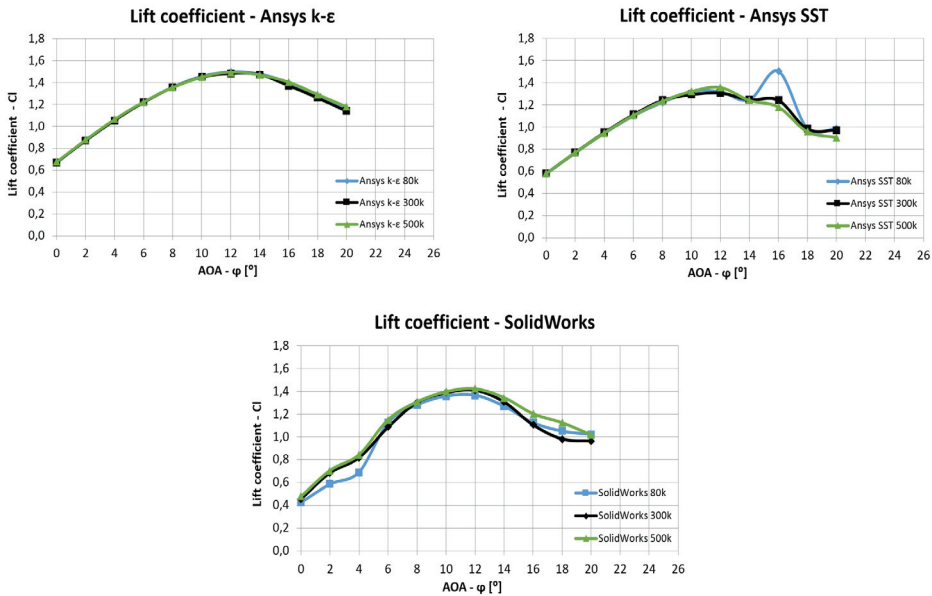 Lift coefficient - Ansys k-ε
Lift coefficient - Cl
1,8
1,6
1,4
1,2
1,0
0,8
0,6
0,4
0,2
0,0
Ansys k-ε 80k
Ansys k-ε 300k
Ansys k-ε 500k
0 2 4 6 8 10 12 14 16 18 20 22 24 26
AOA - φ [º]
Lift coefficient - Ansys SST
Lift coefficient - Cl
1,8
1,6
1,4
1,2
1,0
0,8
0,6
0,4
0,2
0,0
Ansys SST 80k
Ansys SST 300k
Ansys SST 500k
0 2 4 6 8 10 12 14 16 18 20 22 24 26
AOA - φ [º]
Lift coefficient - SolidWorks
Lift coefficient - Cl
1,8
1,6
1,4
1,2
1,0
0,8
0,6
0,4
0,2
0,0
SolidWorks 80k
SolidWorks 300k
SolidWorks 500k
0 2 4 6 8 10 12 14 16 18 20 22 24 26
AOA - φ [º]